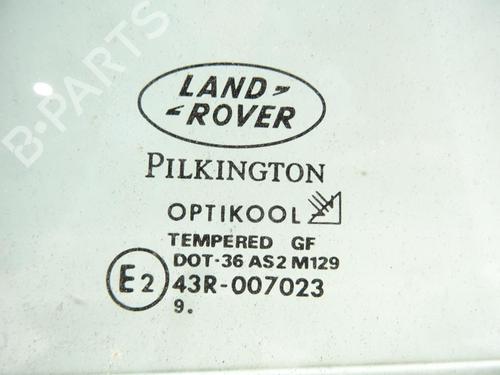 B-PARTS
LAND
ROVER
PILKINGTON
OPTIKOOL
TEMPERED GF
DOT·36 AS2 M129
E2 43R-007023
9.